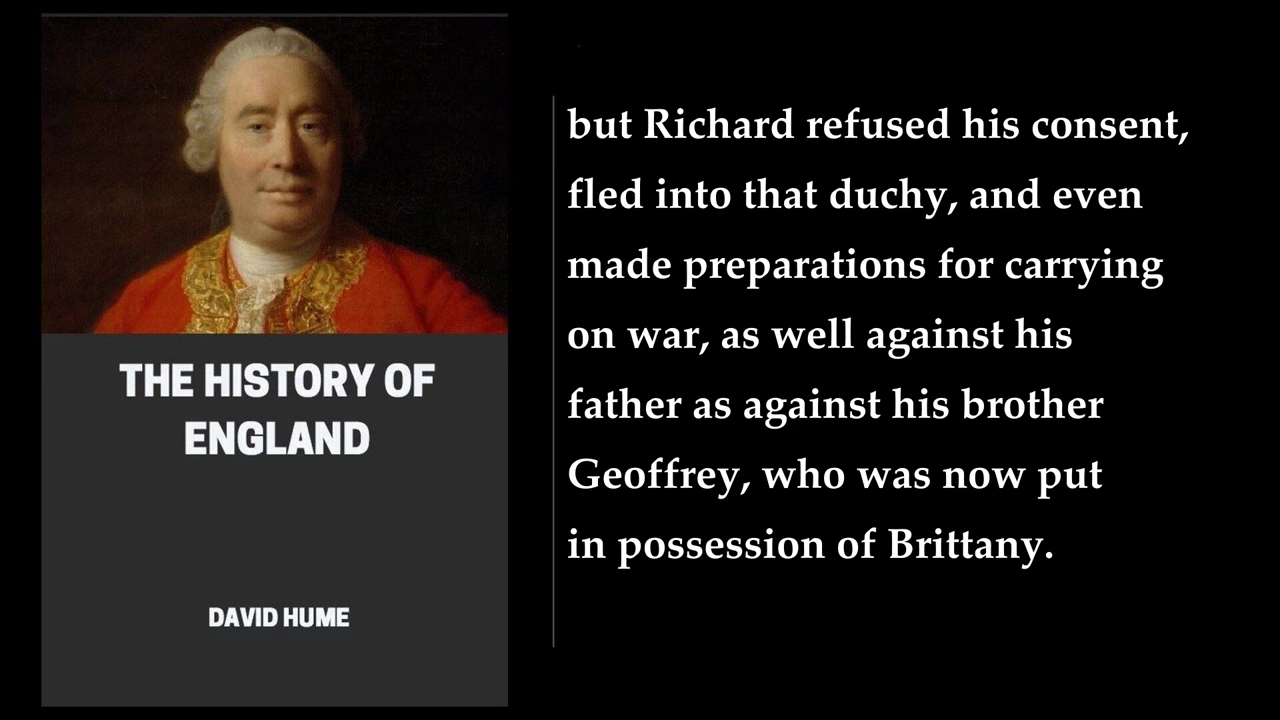 THE HISTORY OF
ENGLAND
DAVID HUME
but Richard refused his consent,
fled into that duchy, and even
made preparations for carrying
on war, as well against his
father as against his brother
Geoffrey, who was now put
in possession of Brittany.